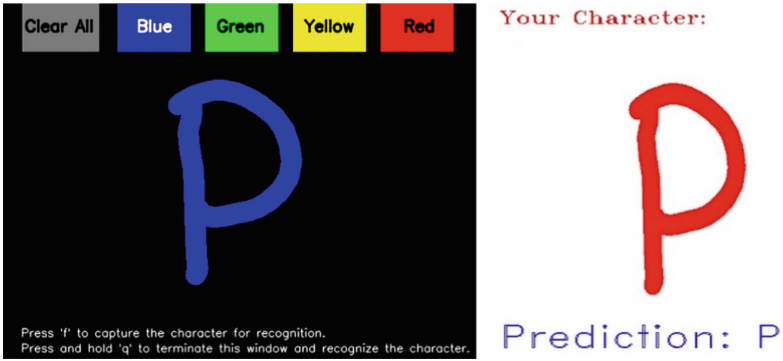 Clear All Blue Green Yellow Red
P
Press 'f' to capture the character for recognition.
Press and hold 'q' to terminate this window and recognize the character.
Your Character:
P
Prediction: P